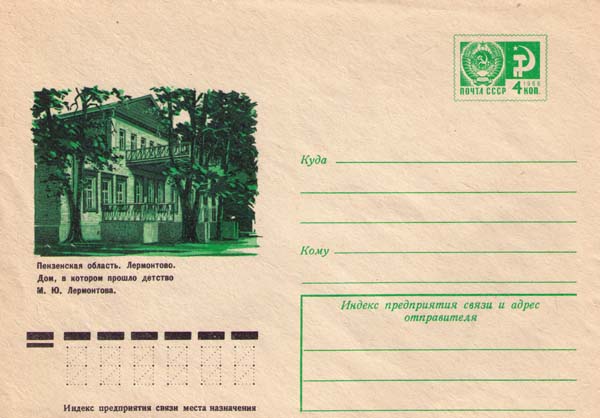 1966
ПОЧТА СССР 4 КОП.
Куда
Кому
Пензенская область. Лермонтово.
Дом, в котором прошло детство
М. Ю. Лермонтова.
Индекс предприятия связи и адрес
отправителя
Индекс предприятия связи места назначения